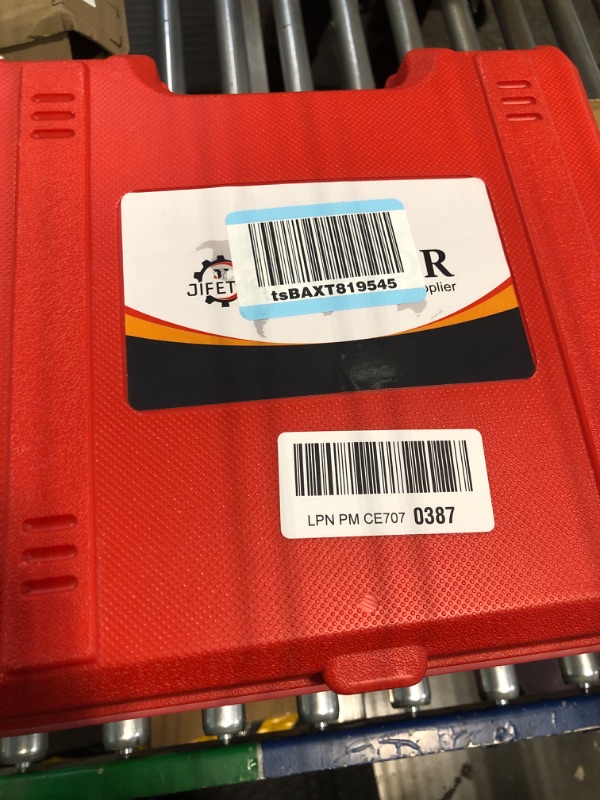 JIFET R
pplier
tsBAXT819545
LPN PM CE707 0387